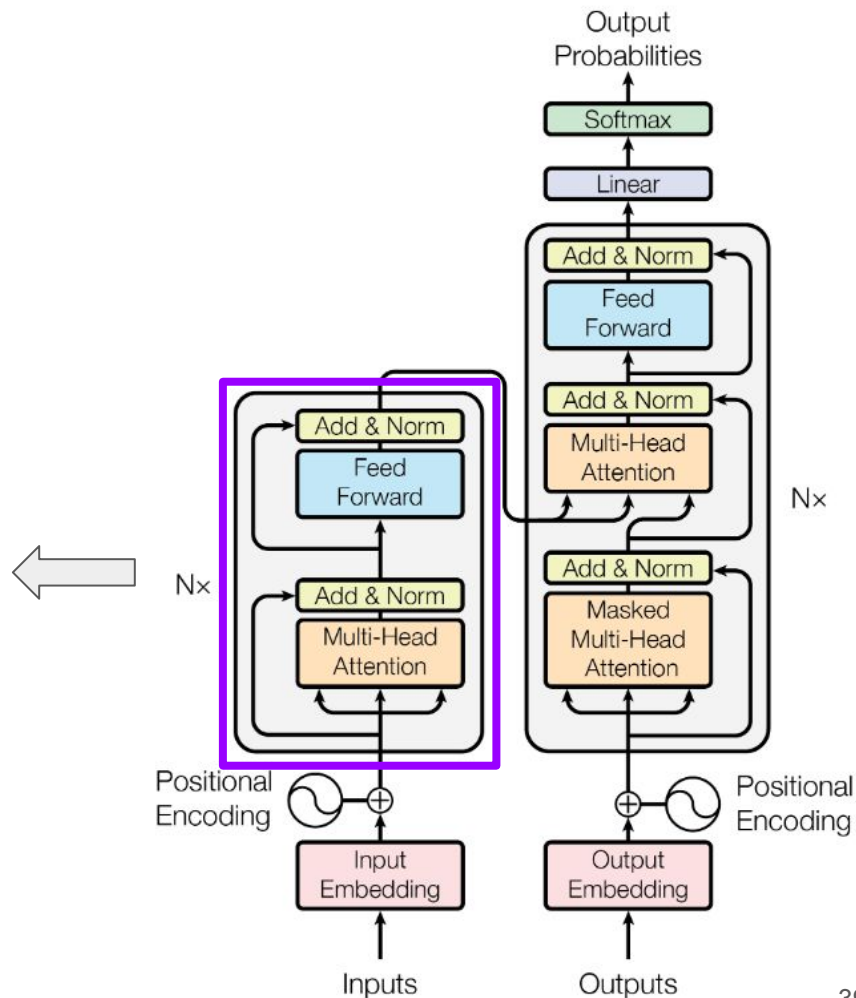 Output
Probabilities
Softmax
Linear
Add & Norm
Feed
Forward
Add & Norm
Multi-Head
Attention
Add & Norm
Masked
Multi-Head
Attention
N×
Add & Norm
Feed
Forward
Add & Norm
Multi-Head
Attention
N×
Positional
Encoding
Positional
Encoding
Input
Embedding
Output
Embedding
Inputs
Outputs